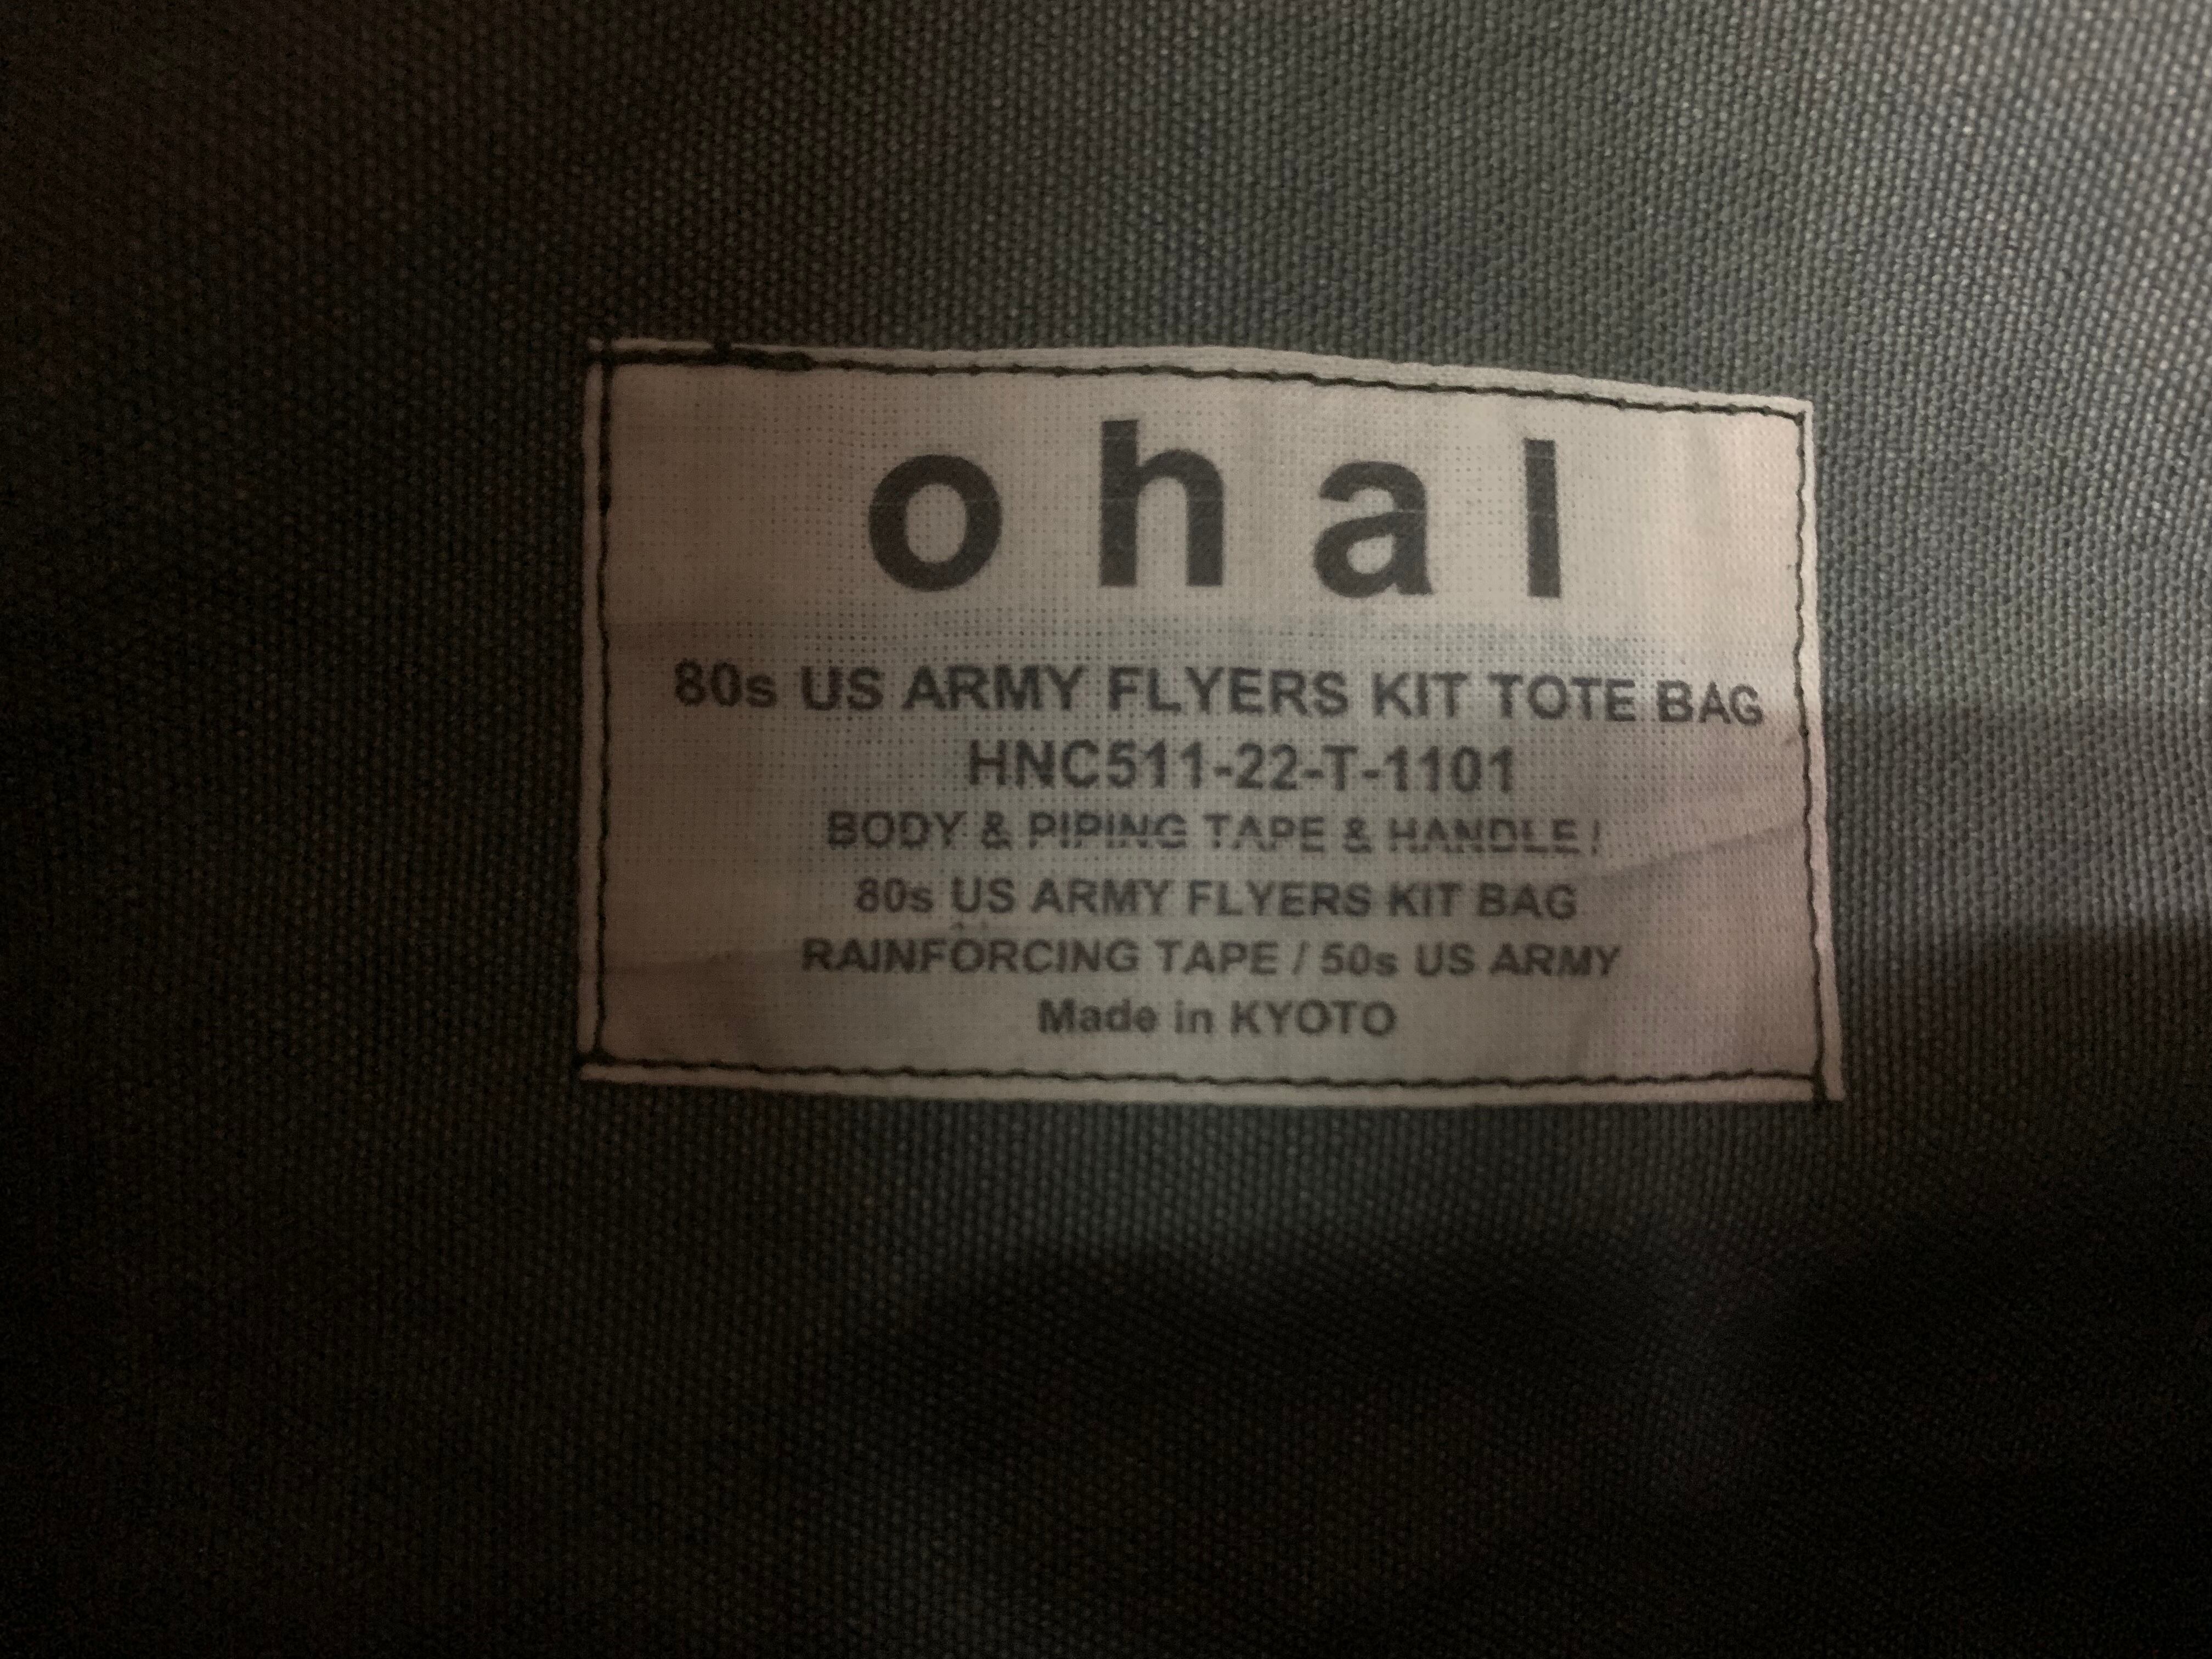 ohal
80s US ARMY FLYERS KIT TOTE BAG
HNC511-22-T-1101
BODY & PIPING TAPE & HANDLE /
80s US ARMY FLYERS KIT BAG
RAINFORCING TAPE / 50s US ARMY
Made in KYOTO